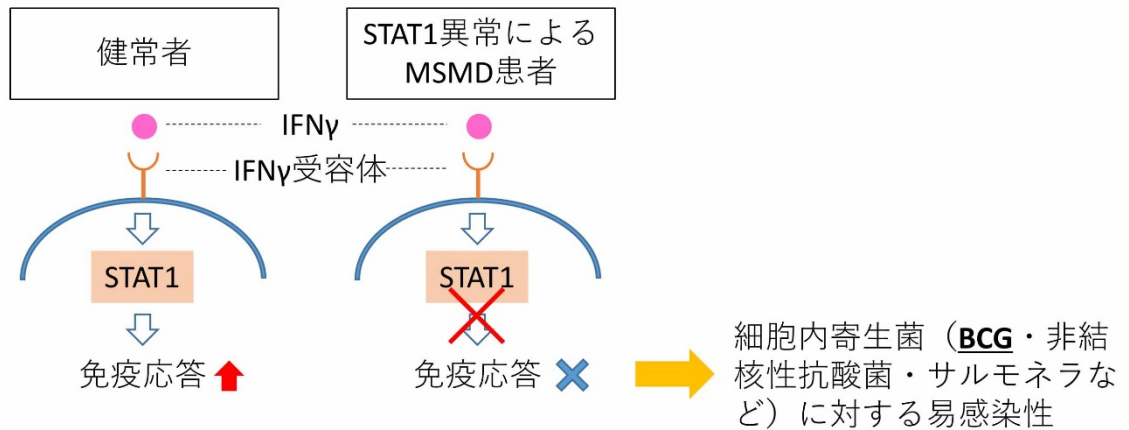 健常者
STAT1異常による
MSMD患者
IFNγ
IFNγ受容体
STAT1
STAT1
免疫応答
免疫応答
細胞内寄生菌（BCG・非結
核性抗酸菌・サルモネラな
ど）に対する易感染性